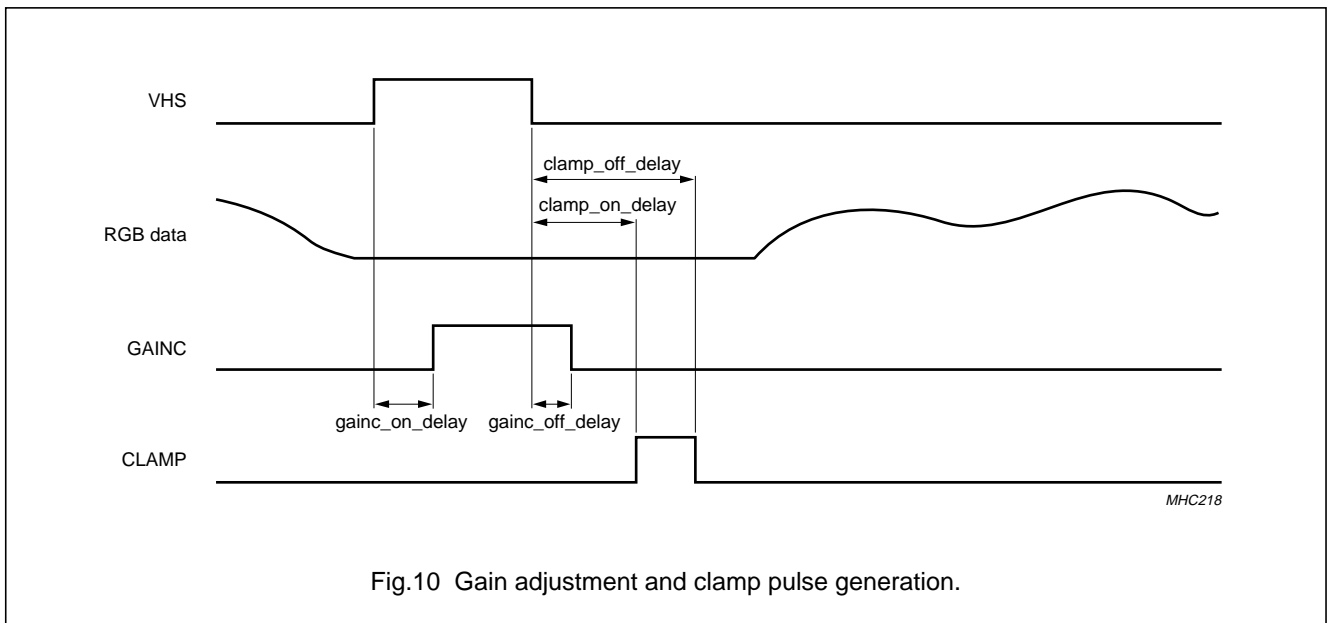 VHS
clamp_off_delay
clamp_on_delay
RGB data
GAINC
gainc_on_delay gainc_off_delay
CLAMP
MHC218
Fig.10 Gain adjustment and clamp pulse generation.